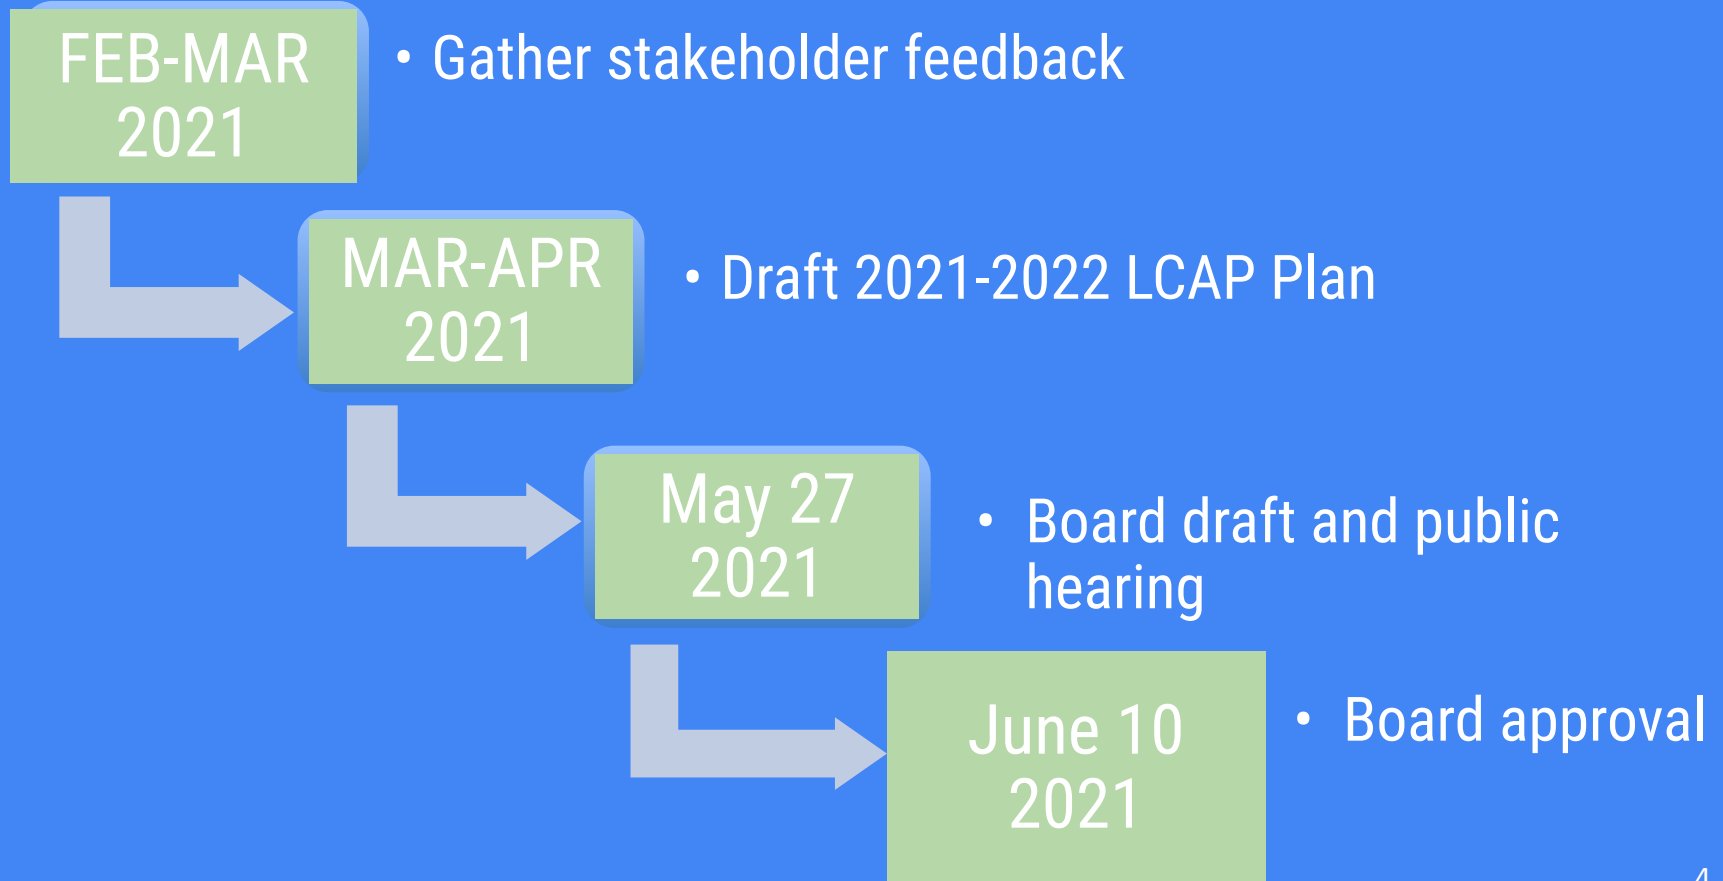 FEB-MAR
2021
• Gather stakeholder feedback
MAR-APR
2021
• Draft 2021-2022 LCAP Plan
May 27
2021
• Board draft and public
hearing
June 10
2021
• Board approval
4